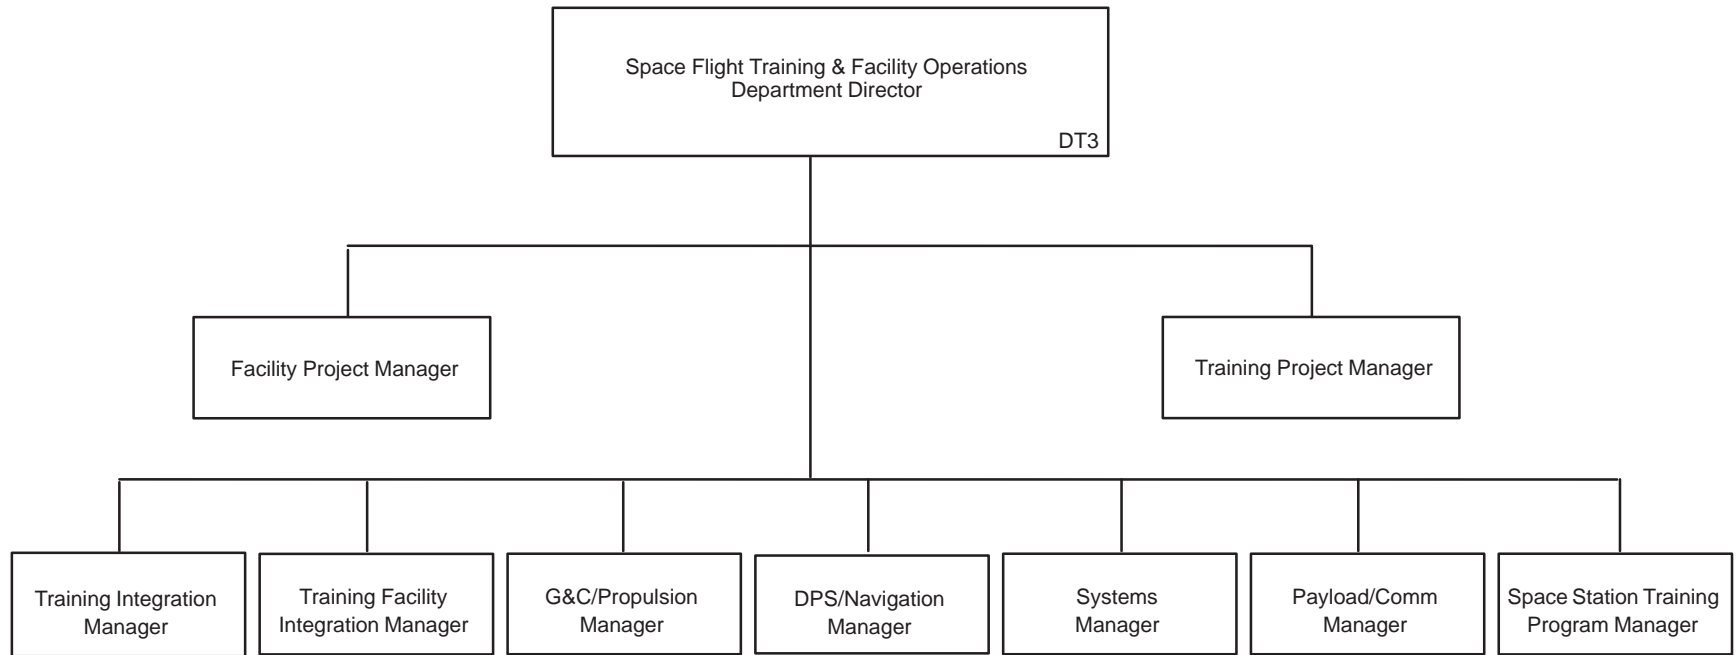 Space Flight Training & Facility Operations
Department Director
DT3
Facility Project Manager
Training Project Manager
Training Integration
Manager
Training Facility
Integration Manager
G&C/Propulsion
Manager
DPS/Navigation
Manager
Systems
Manager
Payload/Comm
Manager
Space Station Training
Program Manager